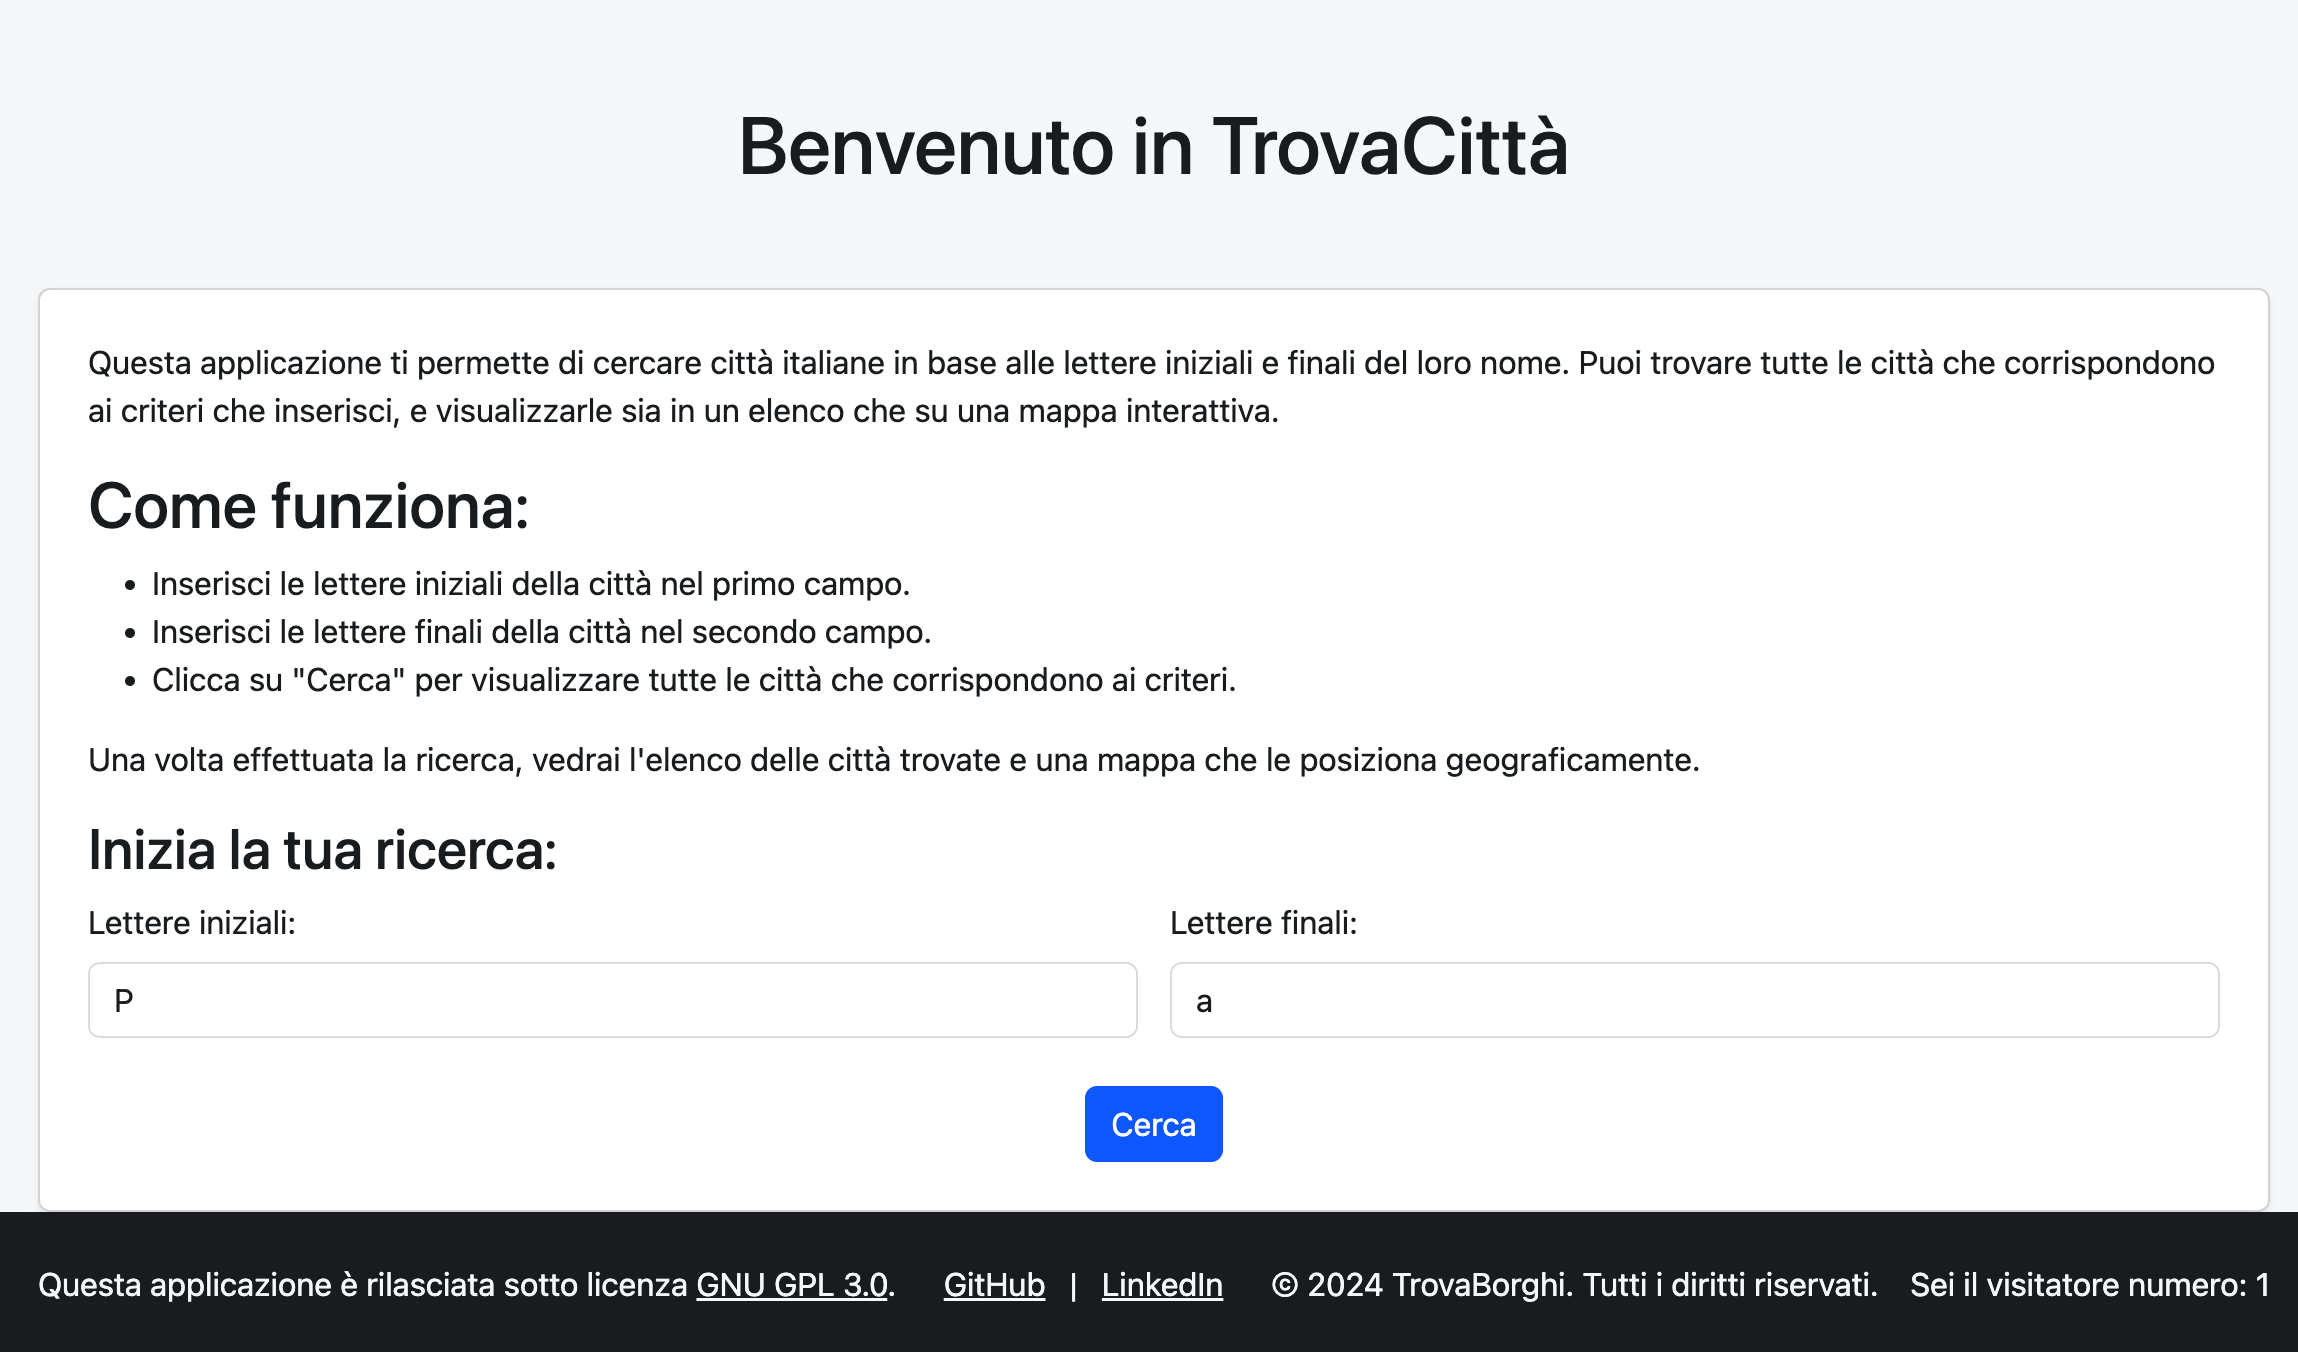 Benvenuto in TrovaCittà
Questa applicazione ti permette di cercare città italiane in base alle lettere iniziali e finali del loro nome. Puoi trovare tutte le città che corrispondono
ai criteri che inserisci, e visualizzarle sia in un elenco che su una mappa interattiva.
Come funziona:
• Inserisci le lettere iniziali della città nel primo campo.
• Inserisci le lettere finali della città nel secondo campo.
• Clicca su "Cerca" per visualizzare tutte le città che corrispondono ai criteri.
Una volta effettuata la ricerca, vedrai l'elenco delle città trovate e una mappa che le posiziona geograficamente.
Inizia la tua ricerca:
Lettere iniziali: Lettere finali:
P a
Cerca
Questa applicazione è rilasciata sotto licenza GNU GPL 3.0. GitHub | LinkedIn © 2024 TrovaBorghi. Tutti i diritti riservati. Sei il visitatore numero: 1